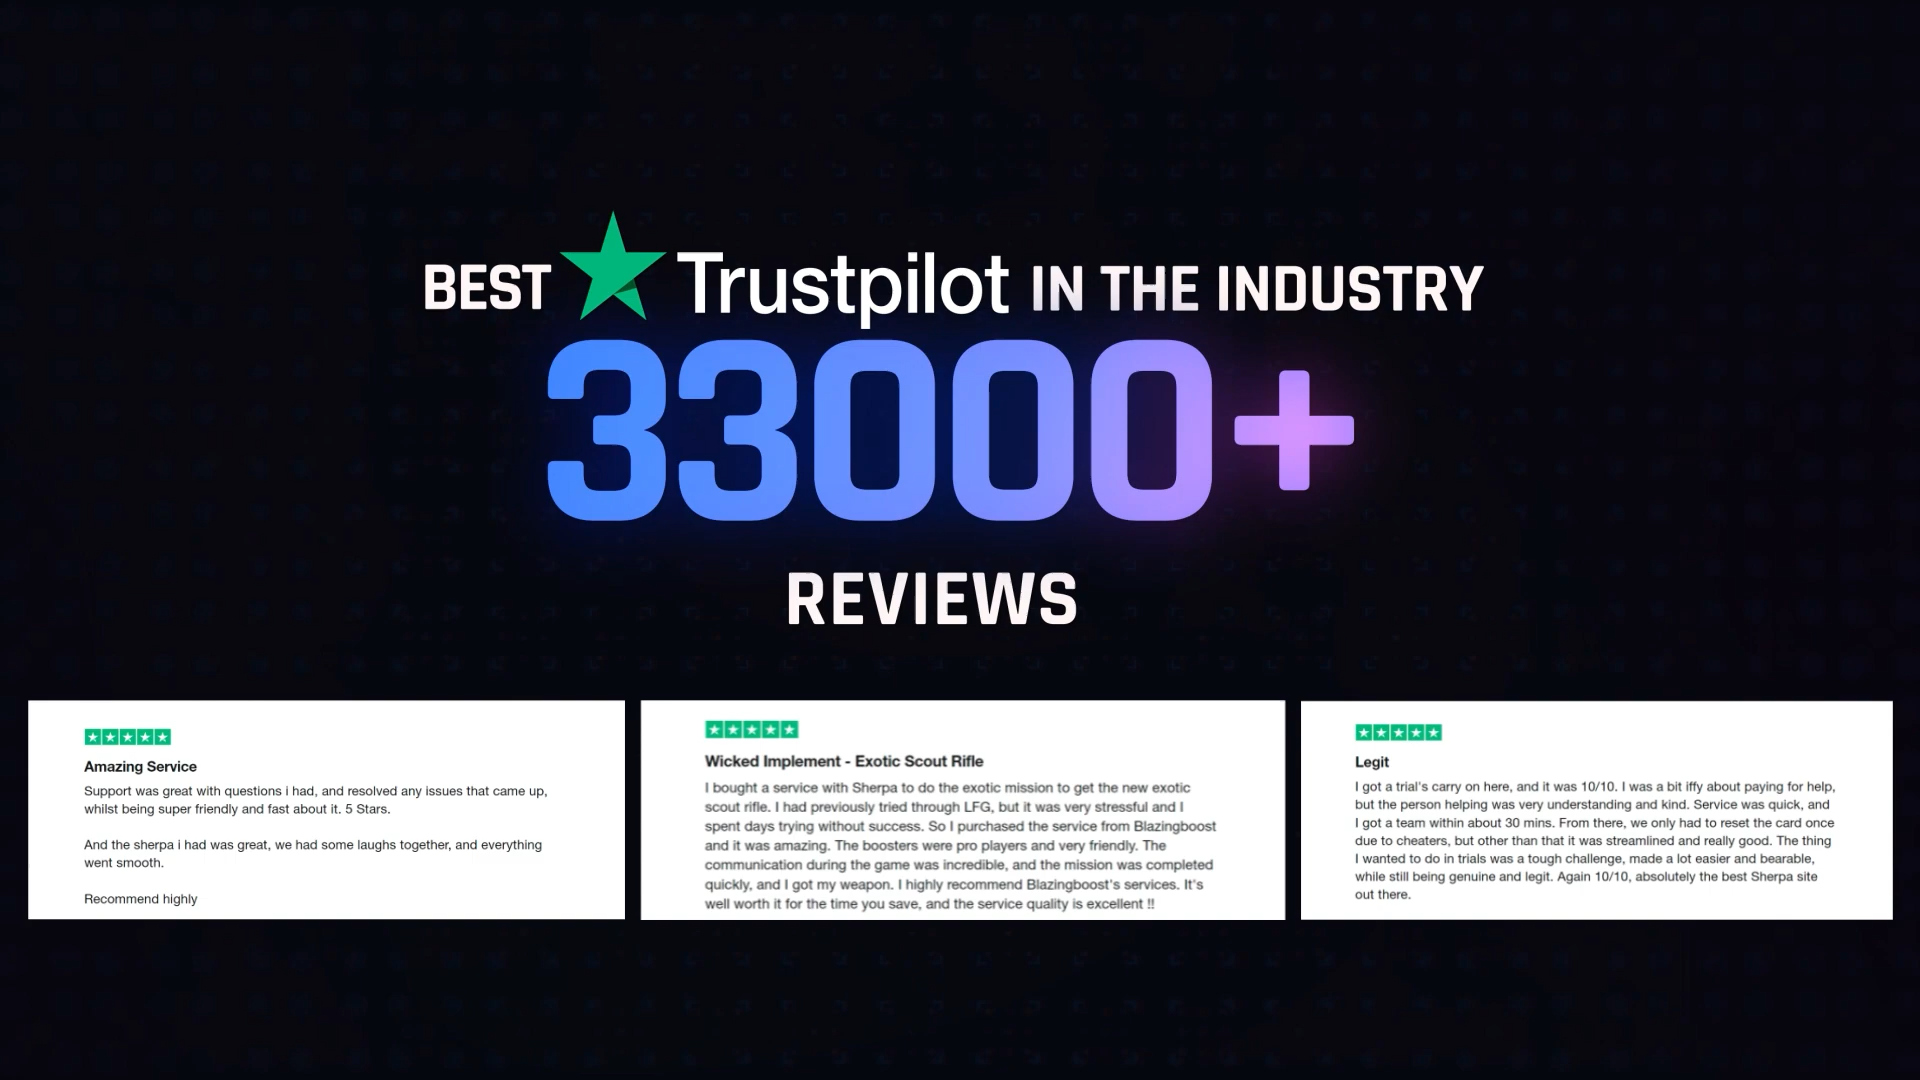 BEST Trustpilot IN THE INDUSTRY
33000+
REVIEWS
Amazing Service
Support was great with questions i had, and resolved any issues that came up,
whilst being super friendly and fast about it. 5 Stars.
And the sherpa i had was great, we had some laughs together, and everything
went smooth.
Recommend highly
Wicked Implement - Exotic Scout Rifle
I bought a service with Sherpa to do the exotic mission to get the new exotic
scout rifle. I had previously tried through LFG, but it was very stressful and I
spent days trying without success. So I purchased the service from Blazingboost
and it was amazing. The boosters were pro players and very friendly. The
communication during the game was incredible, and the mission was completed
quickly, and I got my weapon. I highly recommend Blazingboost's services. It's
well worth it for the time you save, and the service quality is excellent !!
Legit
I got a trial's carry on here, and it was 10/10. I was a bit iffy about paying for help,
but the person helping was very understanding and kind. Service was quick, and
I got a team within about 30 mins. From there, we only had to reset the card once
due to cheaters, but other than that it was streamlined and really good. The thing
I wanted to do in trials was a tough challenge, made a lot easier and bearable,
while still being genuine and legit. Again 10/10, absolutely the best Sherpa site
out there.